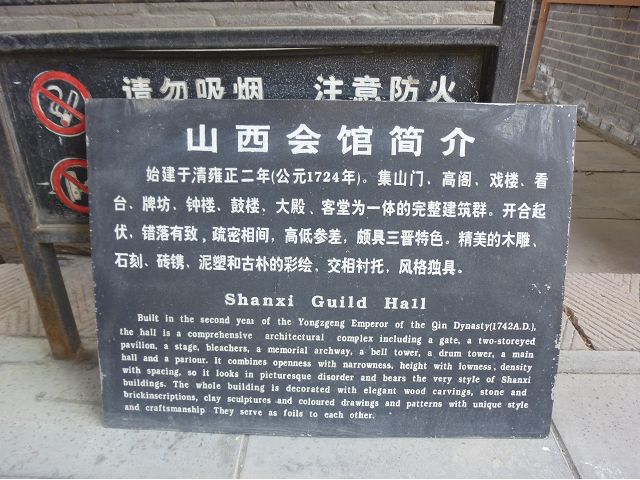 请勿吸烟 注意防火
山西会馆简介
始建于清雍正二年(公元1724年)。集山门、高阁、戏楼、看
台、牌坊、钟楼、鼓楼、大殿、客堂为一体的完整建筑群。开合起
伏、错落有致，疏密相间，高低参差，颇具三晋特色。精美的木雕、
石刻、砖镌、泥塑和古朴的彩绘，交相衬托，风格独具。
Shanxi Guild Hall
Built in the second year of the Yongzgeng Emperor of the Qin Dynasty(1742A.D.),
the hall is a comprehensive architectural complex including a gate, a two-storeyed
pavilion, a stage, bleachers, a memorial archway, a bell tower, a drum tower, a main
hall and a parlour. It combines openness with narrowness, height with lowness, density
with spacing, so it looks in picturesque disorder and bears the very style of Shanxi
buildings. The whole building is decorated with elegant wood carvings, stone and
brickinscriptions, clay sculptures and coloured drawings and patterns with unique style
and craftsmanship They serve as foils to each other.